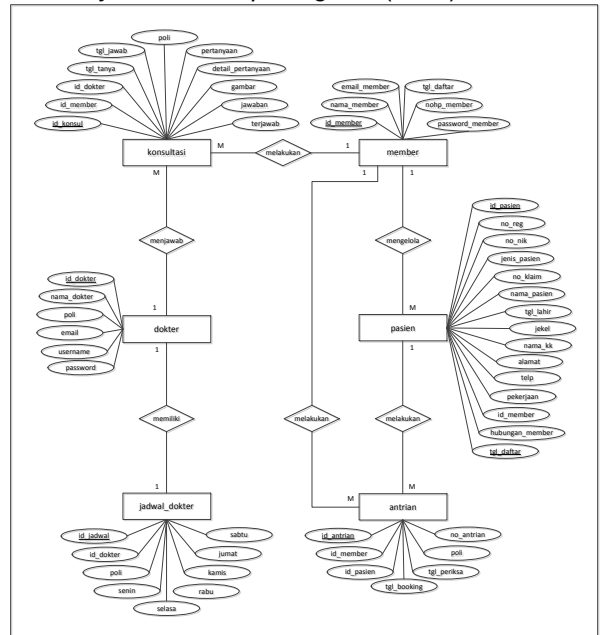 poli
tgl_jawab
pertanyaan
tgl_tanya
detail_pertanyaan
id_dokter
gambar
id_member
jawaban
id_konsul
terjawab
email_member
tgl_daftar
nama_member
nohp_member
id_member
password_member
konsultasi
M
melakukan
1
member
M
1
1
menjawab
mengelola
id_pasien
no_reg
no_nik
jenis_pasien
no_klaim
nama_pasien
tgl_lahir
jekel
nama_kk
alamat
telp
pekerjaan
id_member
hubungan_member
tgl_daftar
id_dokter
nama_dokter
poli
email
username
password
1
dokter
1
M
pasien
1
memiliki
melakukan
melakukan
1
jadwal_dokter
M
M
antrian
id_jadwal
id_dokter
poli
senin
selasa
rabu
kamis
jumat
sabtu
id_antrian
id_member
id_pasien
tgl_booking
tgl_periksa
poli
no_antrian